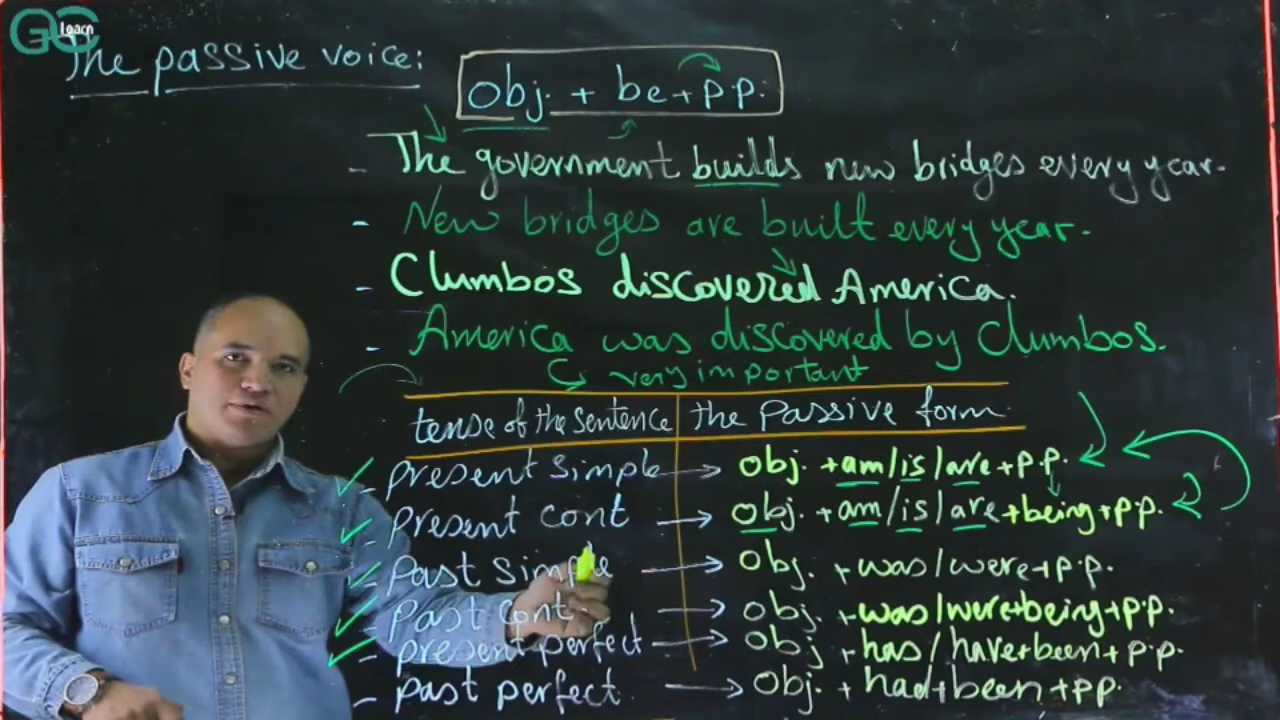 GC Learn
The passive voice:
obj. + be + p.p.
- The government builds new bridges every year.
- New bridges are built every year.
- Clumbos discovered America.
- America was discovered by Clumbos.
very important
tense of the sentence | the passive form
- present simple → obj. + am / is / are + p.p.
- present cont → obj. + am / is / are + being + p.p.
- past simple → obj. + was / were + p.p.
- past cont. → obj + was / were + being + p.p.
- present perfect → obj + has / have + been + p.p.
- past perfect. → obj. + had + been + pp.